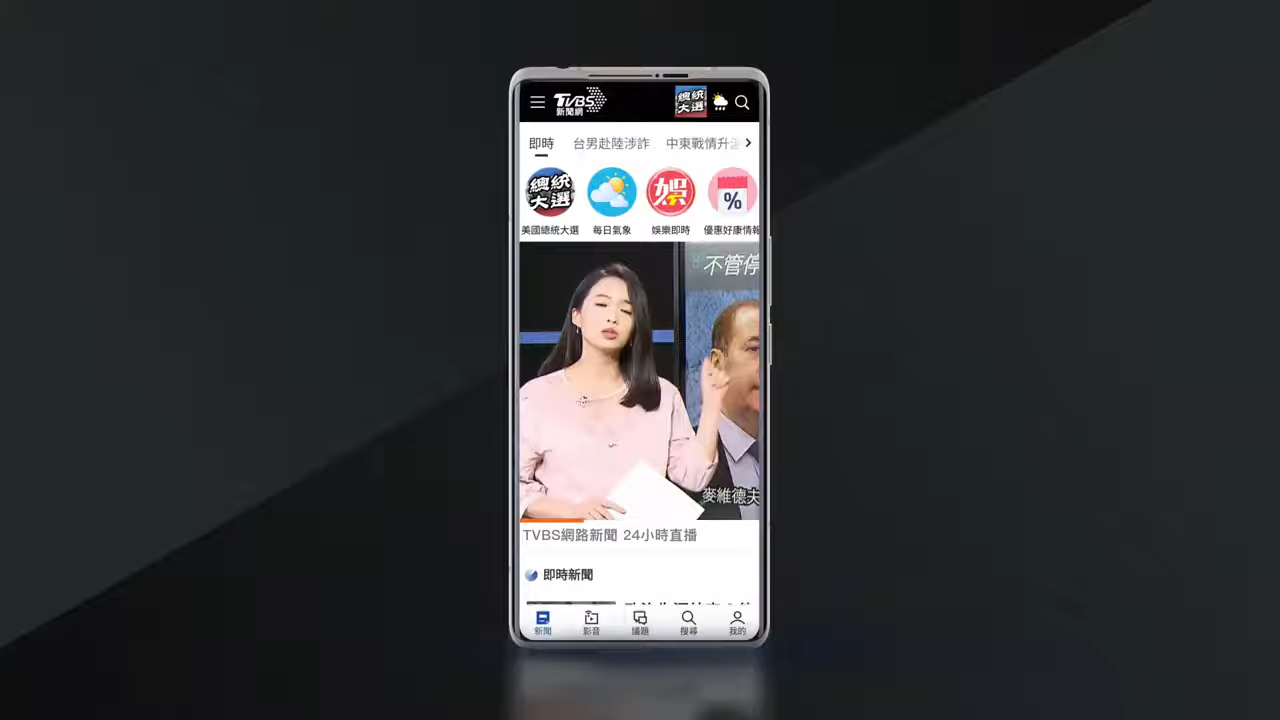 TVBS
新聞網
總統
大選
即時 台男赴陸涉詐 中東戰情升溫
總統
大選
娛
%
美國總統大選 每日氣象 娛樂即時 優惠好康情報
不管停
麥維德夫
TVBS網路新聞 24小時直播
即時新聞
新聞 影音 議題 搜尋 我的